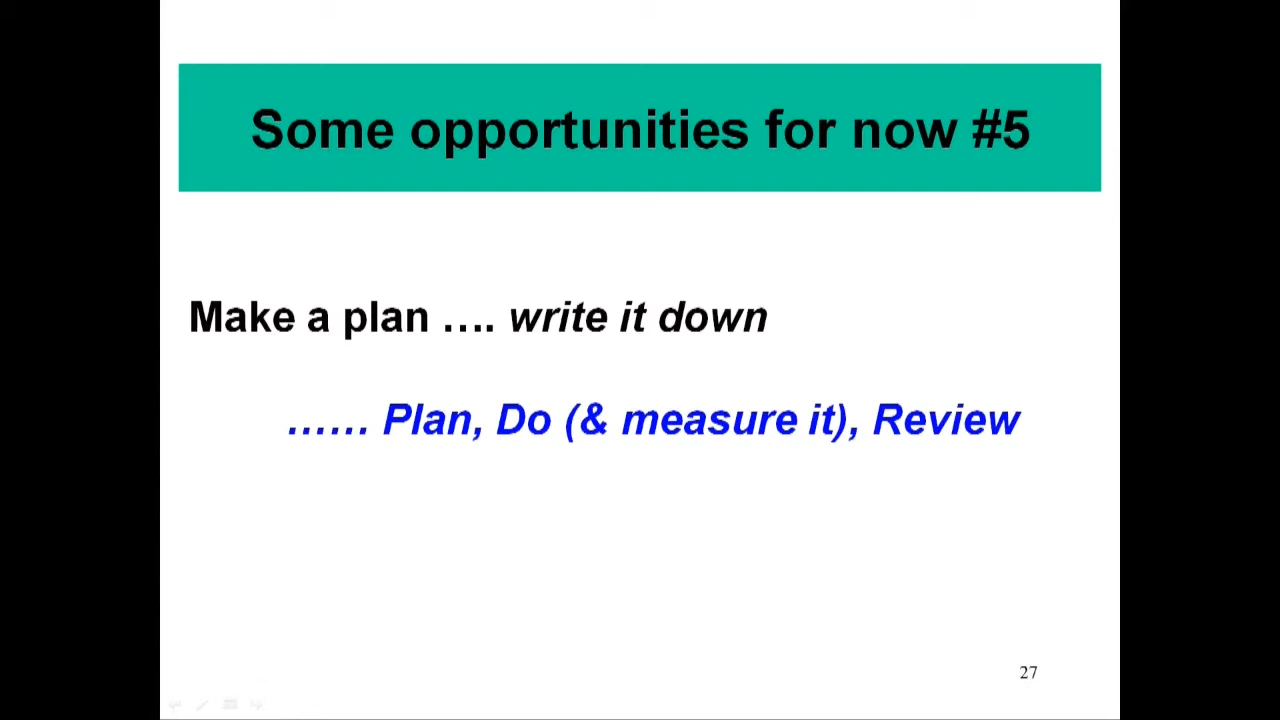 Some opportunities for now #5
Make a plan …. write it down
…… Plan, Do (& measure it), Review
27